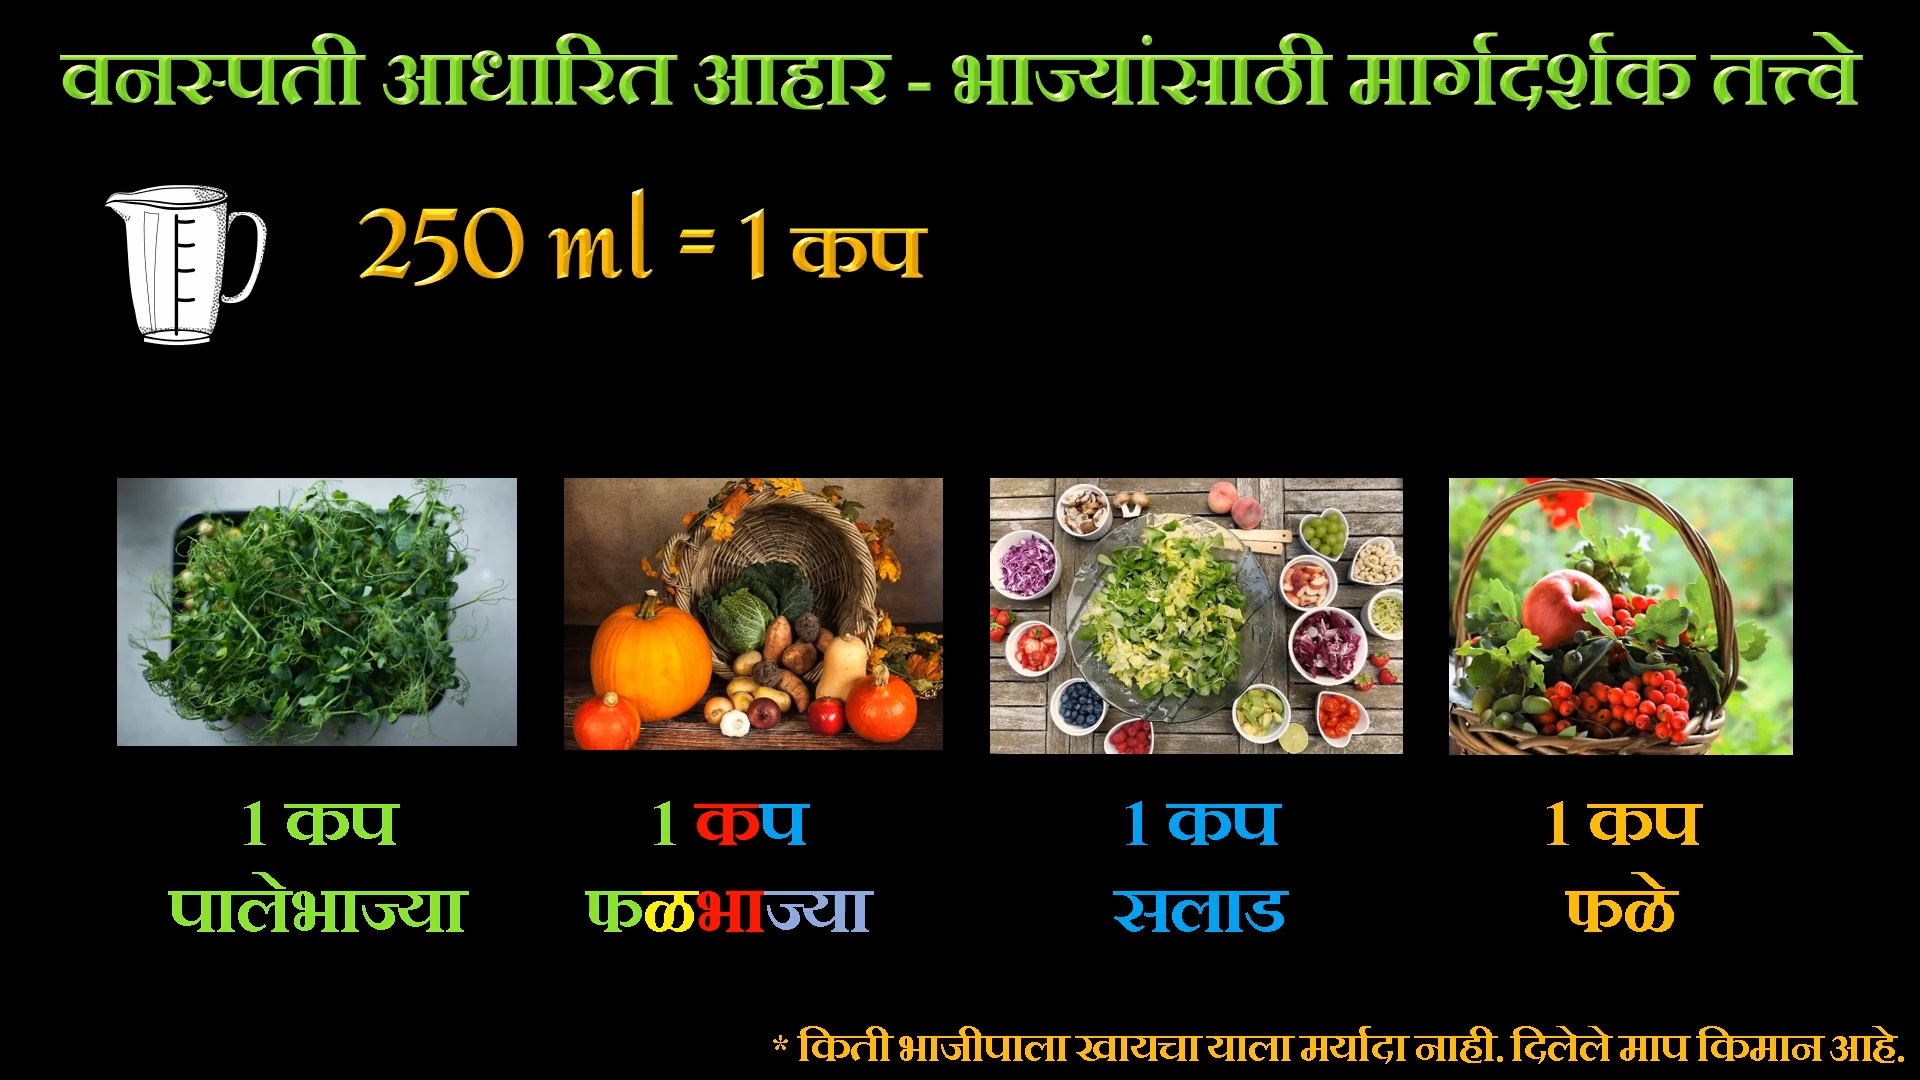 वनस्पती आधारित आहार - भाज्यांसाठी मार्गदर्शक तत्त्वे
250 ml = 1 कप
1 कप
पालेभाज्या
1 कप
फळभाज्या
1 कप
सलाड
1 कप
फळे
* किती भाजीपाला खायचा याला मर्यादा नाही. दिलेले माप किमान आहे.